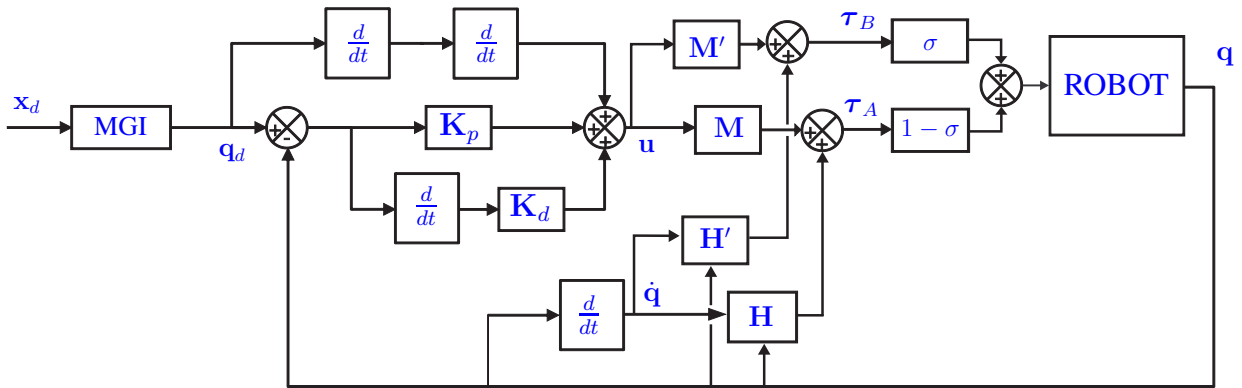 x_d
MGI
q_d
+
-
d/dt
d/dt
K_p
d/dt
K_d
+
+
+
u
M′
M
+
+
+
+
τ_B
τ_A
σ
1 − σ
+
+
ROBOT
q
H′
d/dt
q̇
H